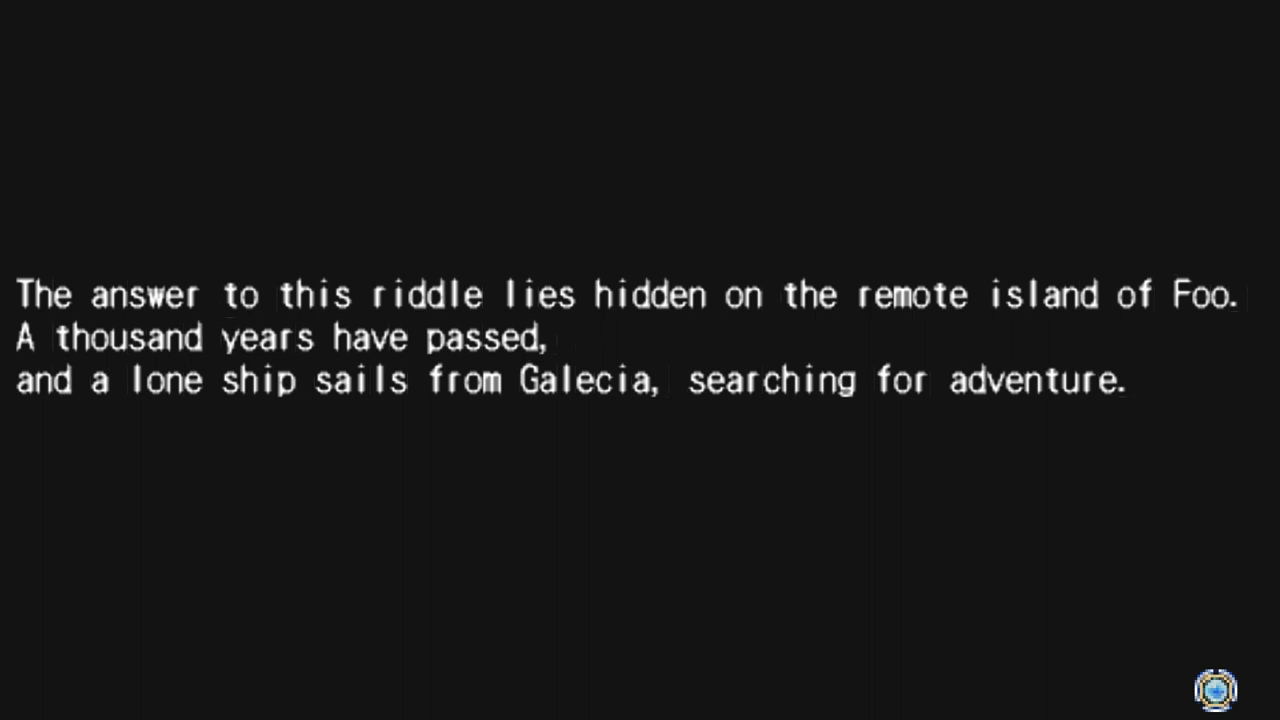 The answer to this riddle lies hidden on the remote island of Foo.
A thousand years have passed,
and a lone ship sails from Galecia, searching for adventure.